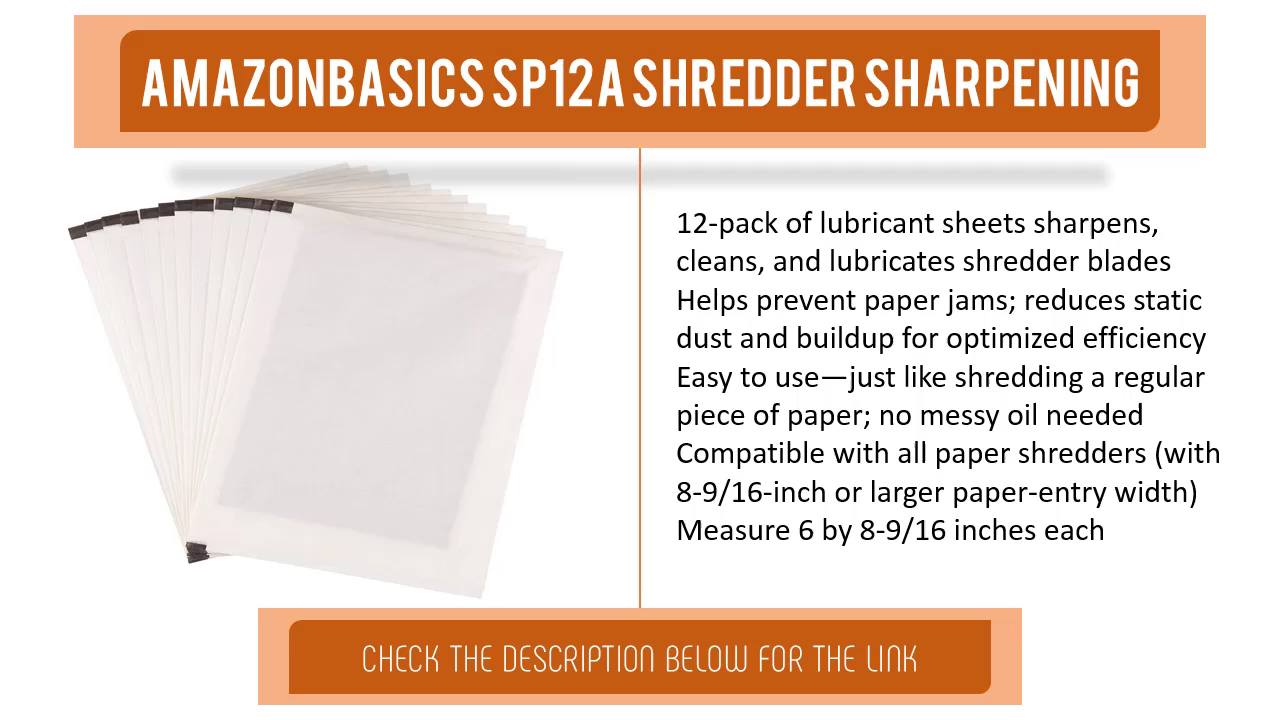 AMAZONBASICS SP12A SHREDDER SHARPENING
12-pack of lubricant sheets sharpens,
cleans, and lubricates shredder blades
Helps prevent paper jams; reduces static
dust and buildup for optimized efficiency
Easy to use—just like shredding a regular
piece of paper; no messy oil needed
Compatible with all paper shredders (with
8-9/16-inch or larger paper-entry width)
Measure 6 by 8-9/16 inches each
CHECK THE DESCRIPTION BELOW FOR THE LINK